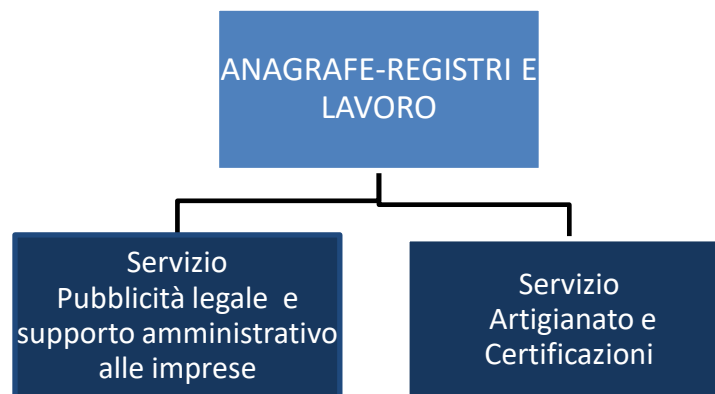 ANAGRAFE-REGISTRI E
LAVORO
Servizio
Pubblicità legale e
supporto amministrativo
alle imprese
Servizio
Artigianato e
Certificazioni